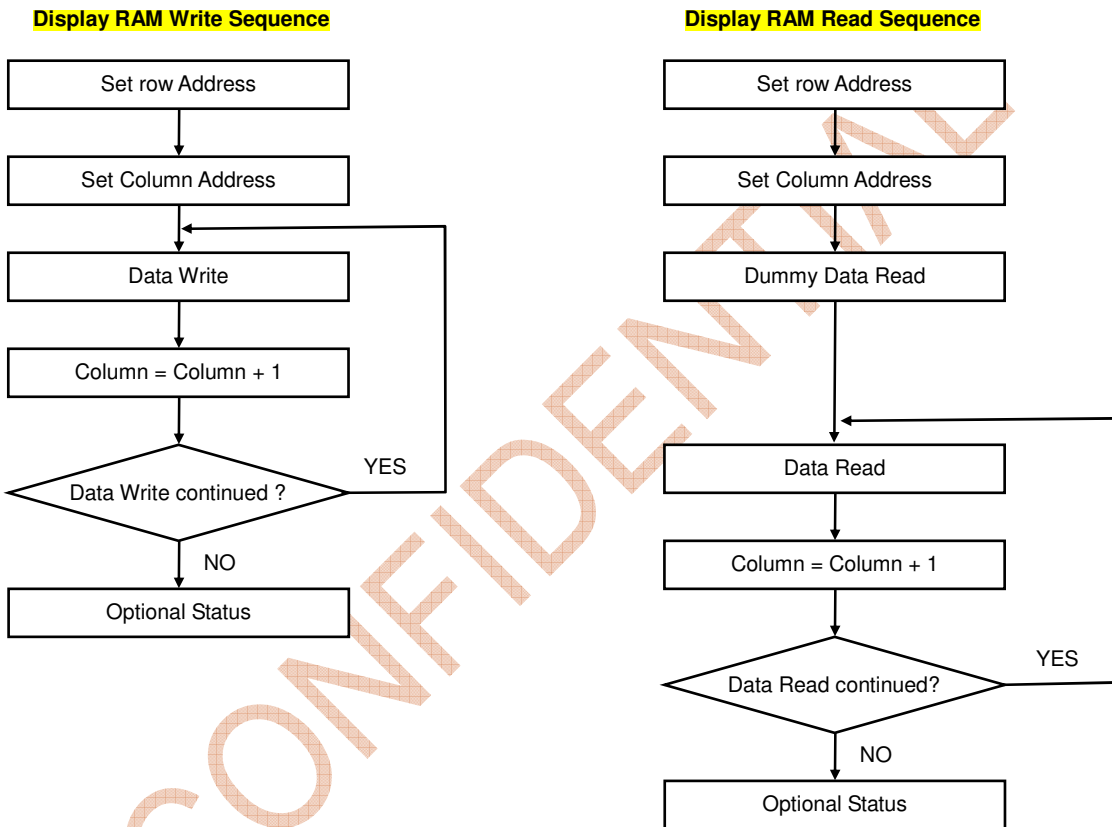 Display RAM Write Sequence
Set row Address
Set Column Address
Data Write
Column = Column + 1
Data Write continued ?
YES
NO
Optional Status
Display RAM Read Sequence
Set row Address
Set Column Address
Dummy Data Read
Data Read
Column = Column + 1
Data Read continued?
YES
NO
Optional Status
CONFIDENTIAL